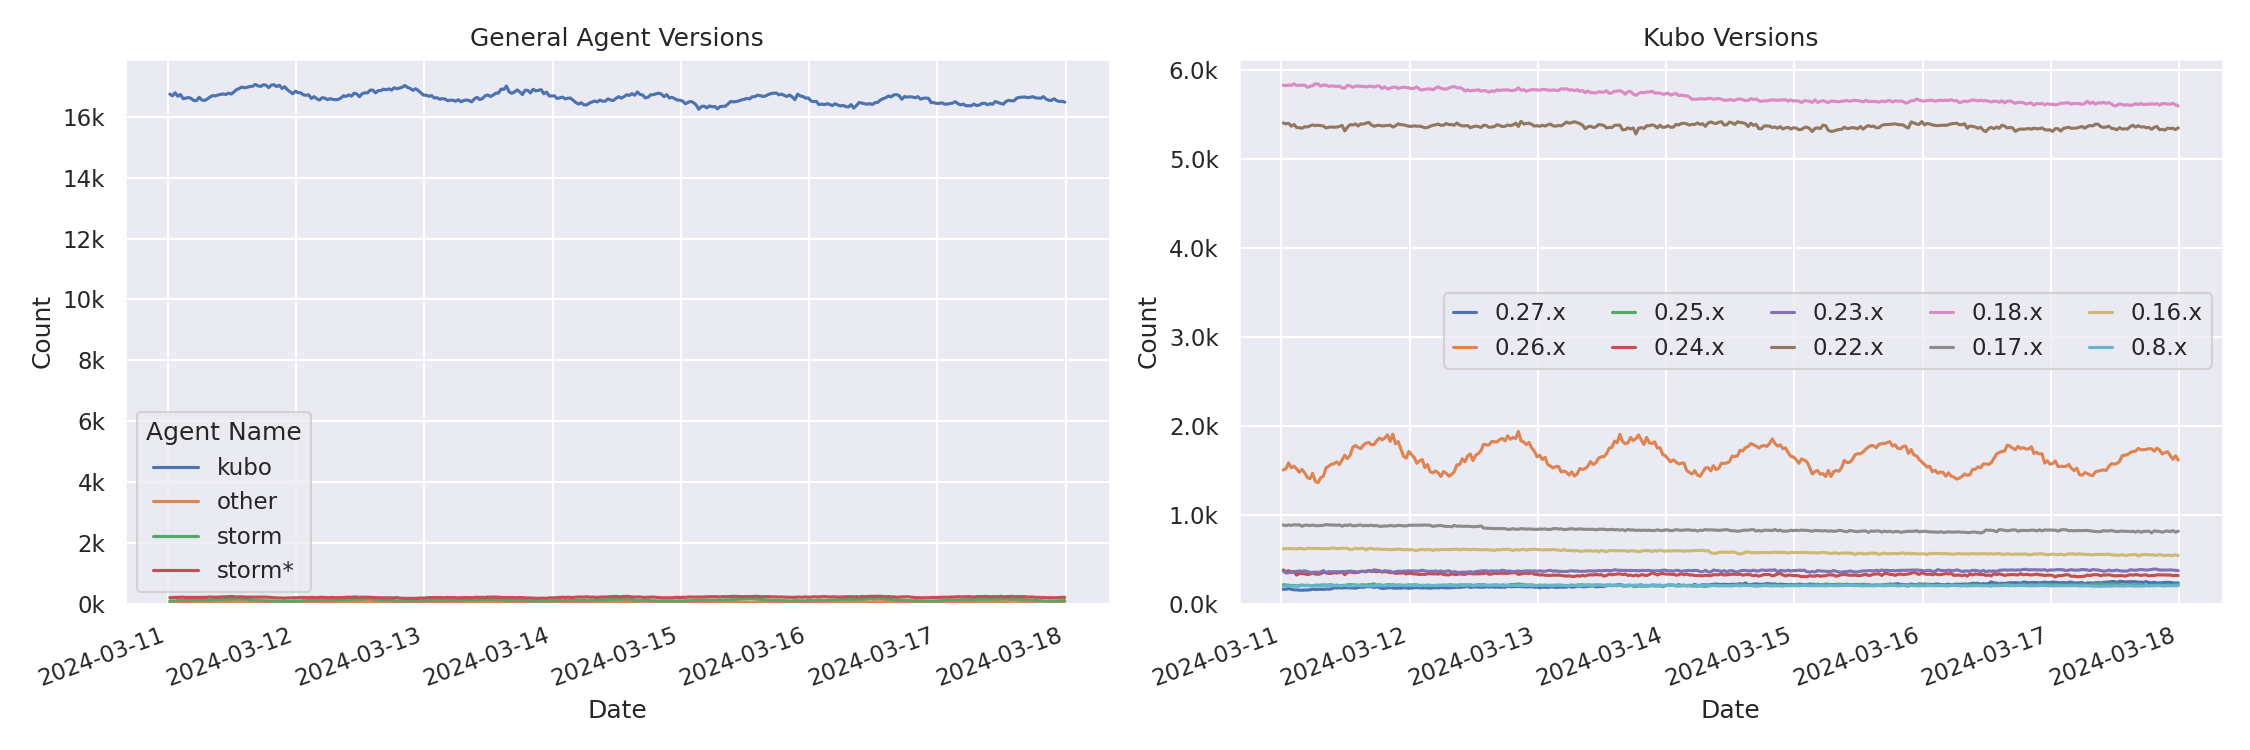 General Agent Versions
Count
16k
14k
12k
10k
8k
6k
4k
2k
0k
Agent Name
kubo
other
storm
storm*
2024-03-11
2024-03-12
2024-03-13
2024-03-14
2024-03-15
2024-03-16
2024-03-17
2024-03-18
Date
Kubo Versions
Count
6.0k
5.0k
4.0k
3.0k
2.0k
1.0k
0.0k
0.27.x 0.25.x 0.23.x 0.18.x 0.16.x
0.26.x 0.24.x 0.22.x 0.17.x 0.8.x
2024-03-11
2024-03-12
2024-03-13
2024-03-14
2024-03-15
2024-03-16
2024-03-17
2024-03-18
Date